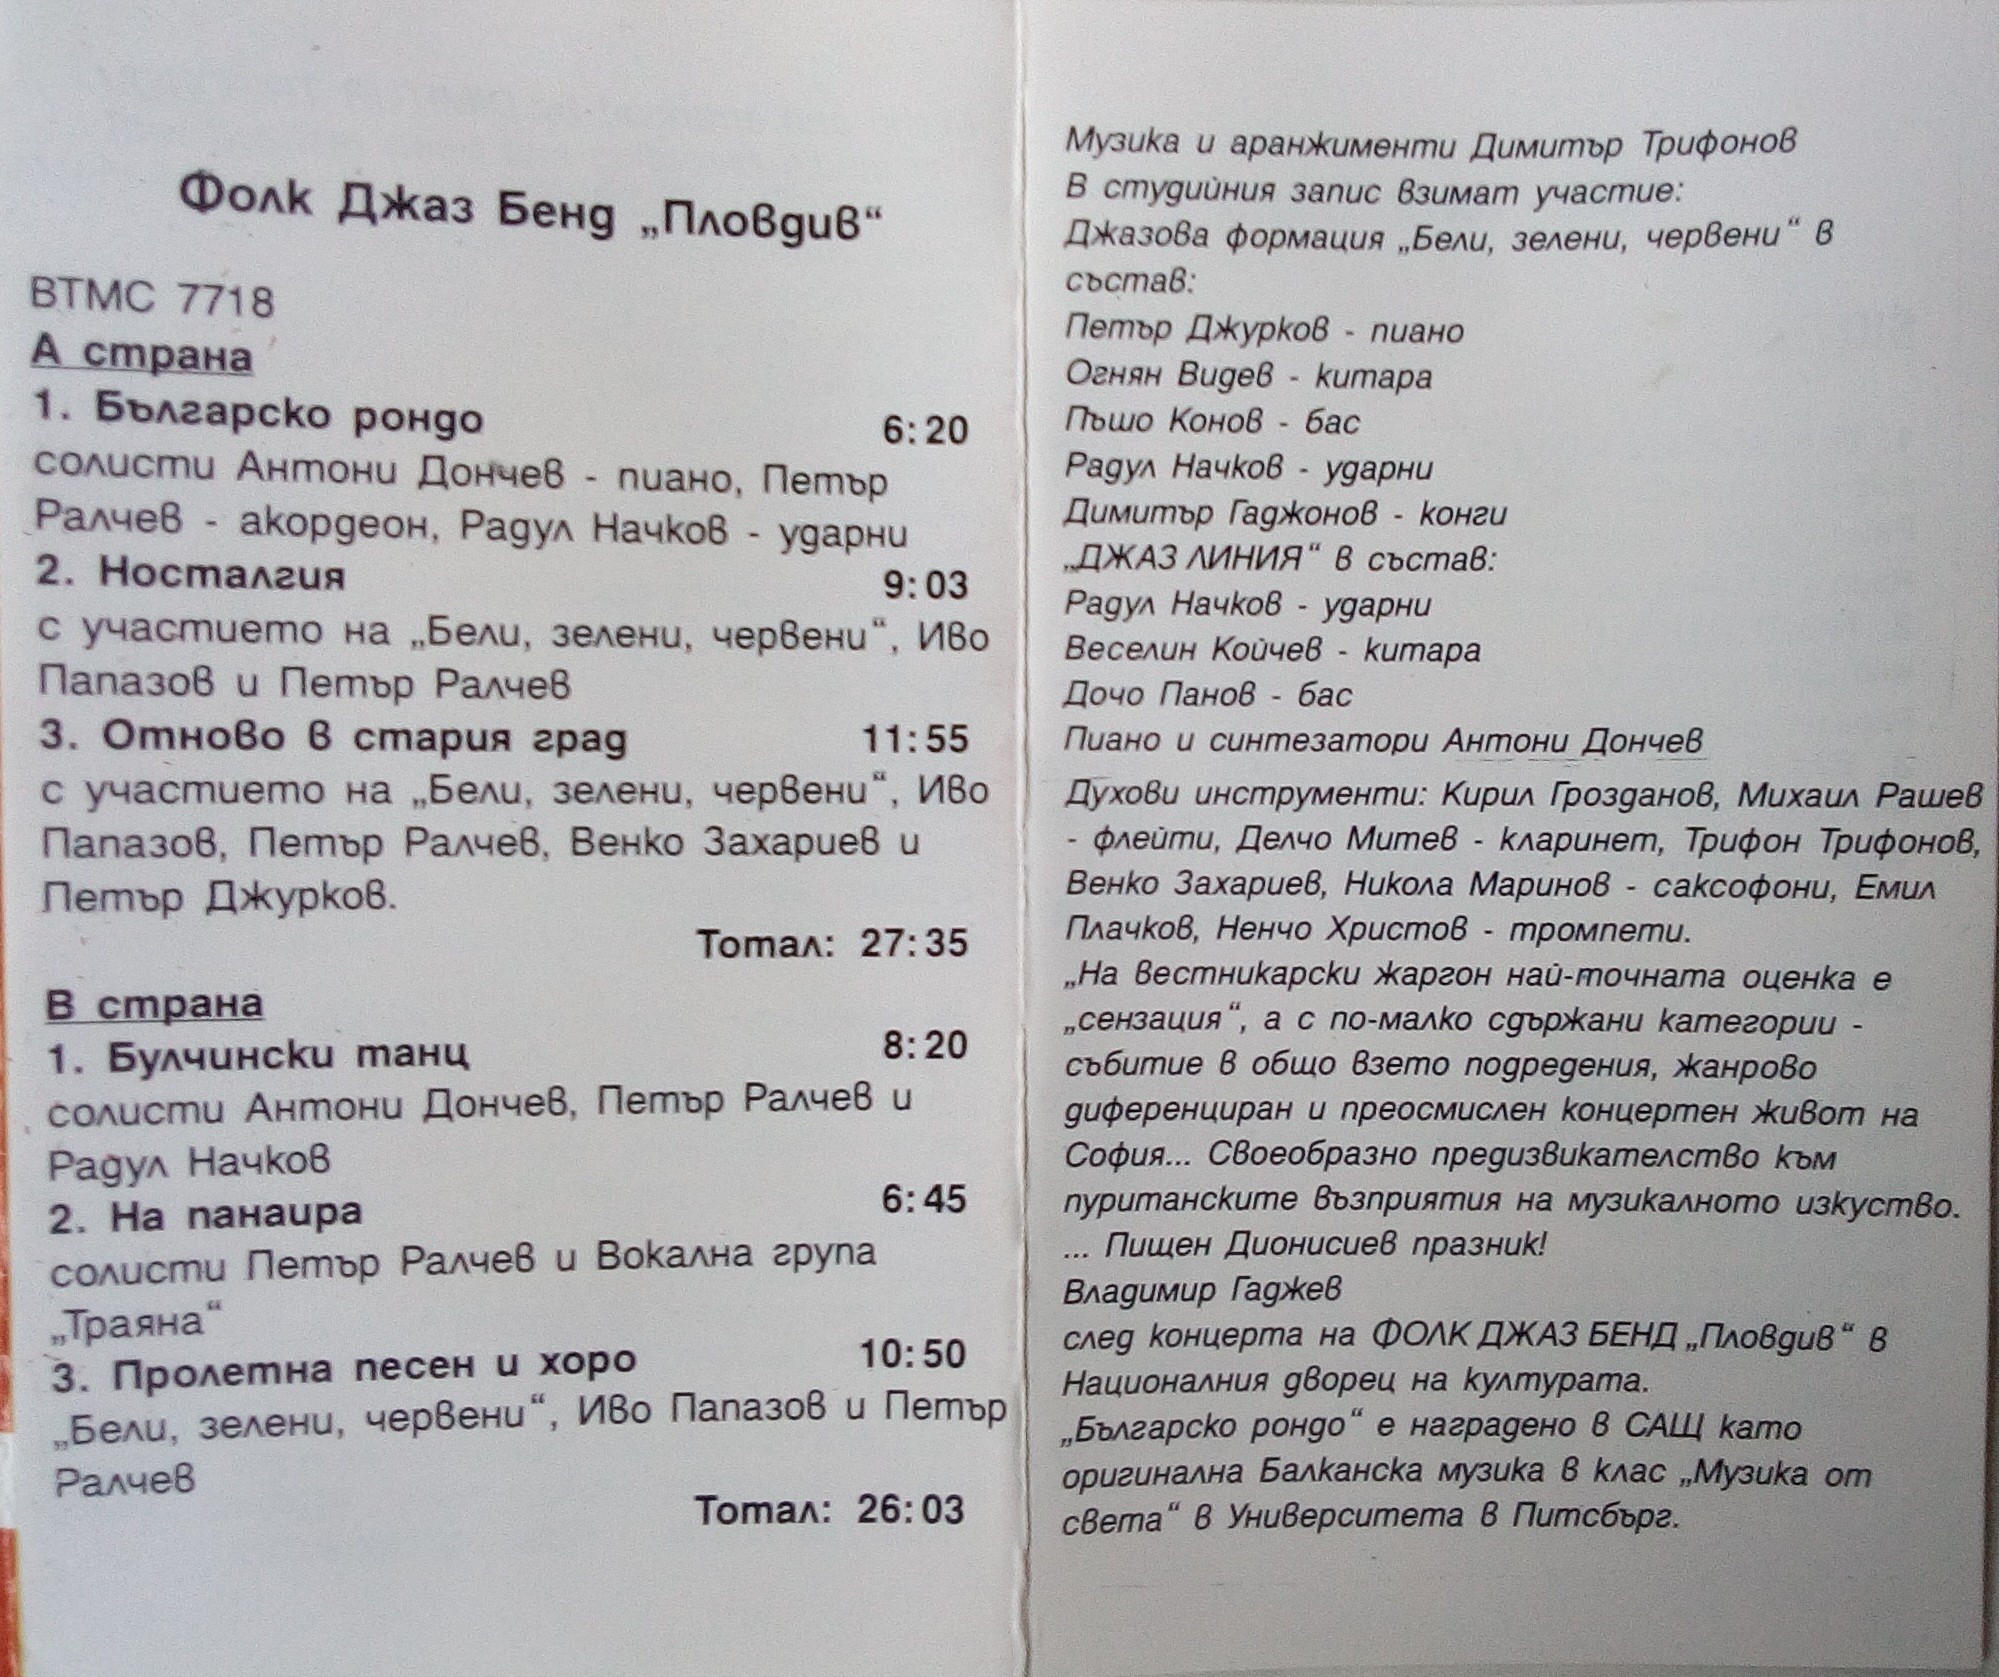 Фолк Джаз Бенд „Пловдив“
ВТМС 7718
А страна
1. Българско рондо 6:20
солисти Антони Дончев - пиано, Петър
Ралчев - акордеон, Радул Начков - ударни
2. Носталгия 9:03
с участието на „Бели, зелени, червени“, Иво
Папазов и Петър Ралчев
3. Отново в стария град 11:55
с участието на „Бели, зелени, червени“, Иво
Папазов, Петър Ралчев, Венко Захариев и
Петър Джурков.
Тотал: 27:35
В страна
1. Булчински танц 8:20
солисти Антони Дончев, Петър Ралчев и
Радул Начков
2. На панаира 6:45
солисти Петър Ралчев и Вокална група
„Траяна“
3. Пролетна песен и хоро 10:50
„Бели, зелени, червени“, Иво Папазов и Петър
Ралчев
Тотал: 26:03
Музика и аранжименти Димитър Трифонов
В студийния запис взимат участие:
Джазова формация „Бели, зелени, червени“ в
състав:
Петър Джурков - пиано
Огнян Видев - китара
Пъшо Конов - бас
Радул Начков - ударни
Димитър Гаджонов - конги
„ДЖАЗ ЛИНИЯ“ в състав:
Радул Начков - ударни
Веселин Койчев - китара
Дочо Панов - бас
Пиано и синтезатори Антони Дончев
Духови инструменти: Кирил Грозданов, Михаил Рашев
- флейти, Делчо Митев - кларинет, Трифон Трифонов,
Венко Захариев, Никола Маринов - саксофони, Емил
Плачков, Ненчо Христов - тромпети.
„На вестникарски жаргон най-точната оценка е
„сензация“, а с по-малко сдържани категории -
събитие в общо взето подредения, жанрово
диференциран и преосмислен концертен живот на
София... Своеобразно предизвикателство към
пуританските възприятия на музикалното изкуство.
... Пищен Дионисиев празник!
Владимир Гаджев
след концерта на ФОЛК ДЖАЗ БЕНД „Пловдив“ в
Националния дворец на културата.
„Българско рондо“ е наградено в САЩ като
оригинална Балканска музика в клас „Музика от
света“ в Университета в Питсбърг.